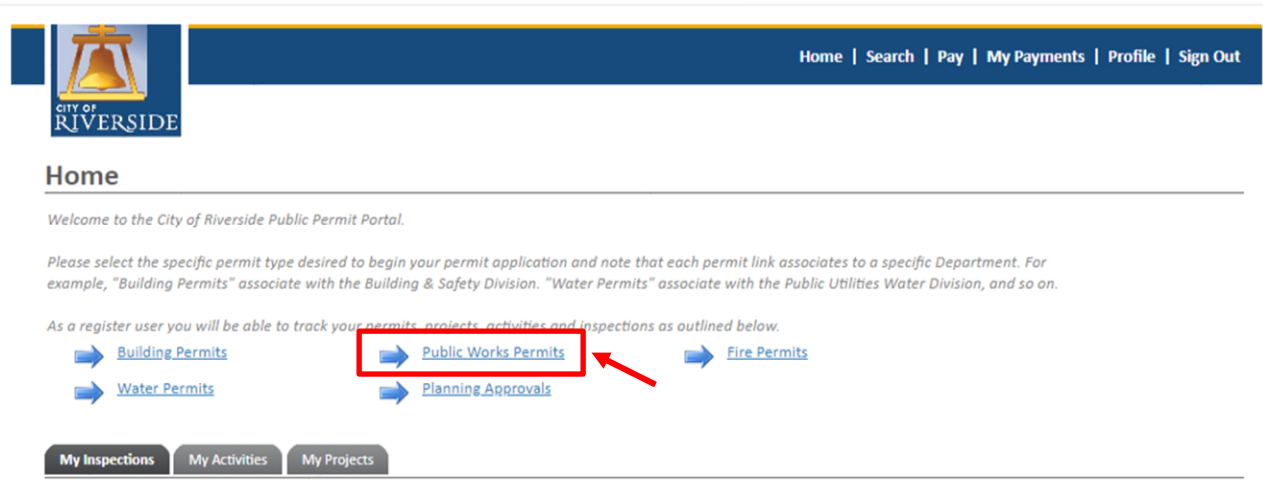 Home | Search | Pay | My Payments | Profile | Sign Out
CITY OF
RIVERSIDE
Home
Welcome to the City of Riverside Public Permit Portal.
Please select the specific permit type desired to begin your permit application and note that each permit link associates to a specific Department. For
example, "Building Permits" associate with the Building & Safety Division. "Water Permits" associate with the Public Utilities Water Division, and so on.
As a register user you will be able to track your permits, projects, activities and inspections as outlined below.
Building Permits Public Works Permits Fire Permits
Water Permits Planning Approvals
My Inspections My Activities My Projects